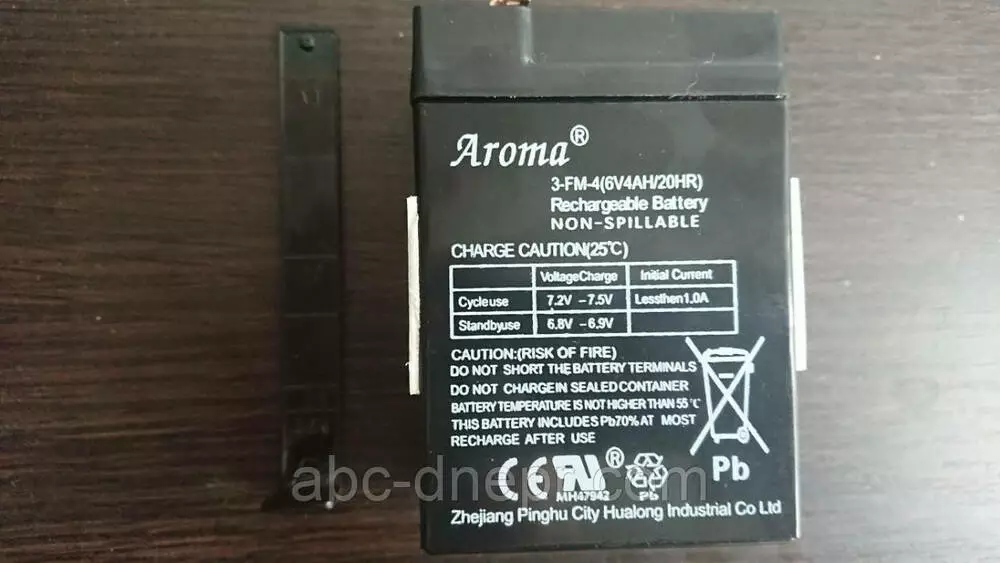 Aroma®
3-FM-4(6V4AH/20HR)
Rechargeable Battery
NON-SPILLABLE
CHARGE CAUTION(25℃)
VoltageCharge Initial Current
Cycleuse 7.2V –7.5V Lessthen1.0A
Standbyuse 6.8V –6.9V
CAUTION:(RISK OF FIRE)
DO NOT SHORT THE BATTERY TERMINALS
DO NOT CHARGEIN SEALED CONTAINER
BATTERY TEMPERATURE IS NOT HIGHER THAN 55 ℃
THIS BATTERY INCLUDES Pb70% AT MOST
RECHARGE AFTER USE
Pb
CE ® Pb
MH47942
abc-dnepr.com
Zhejiang Pinghu City Hualong Industrial Co Ltd